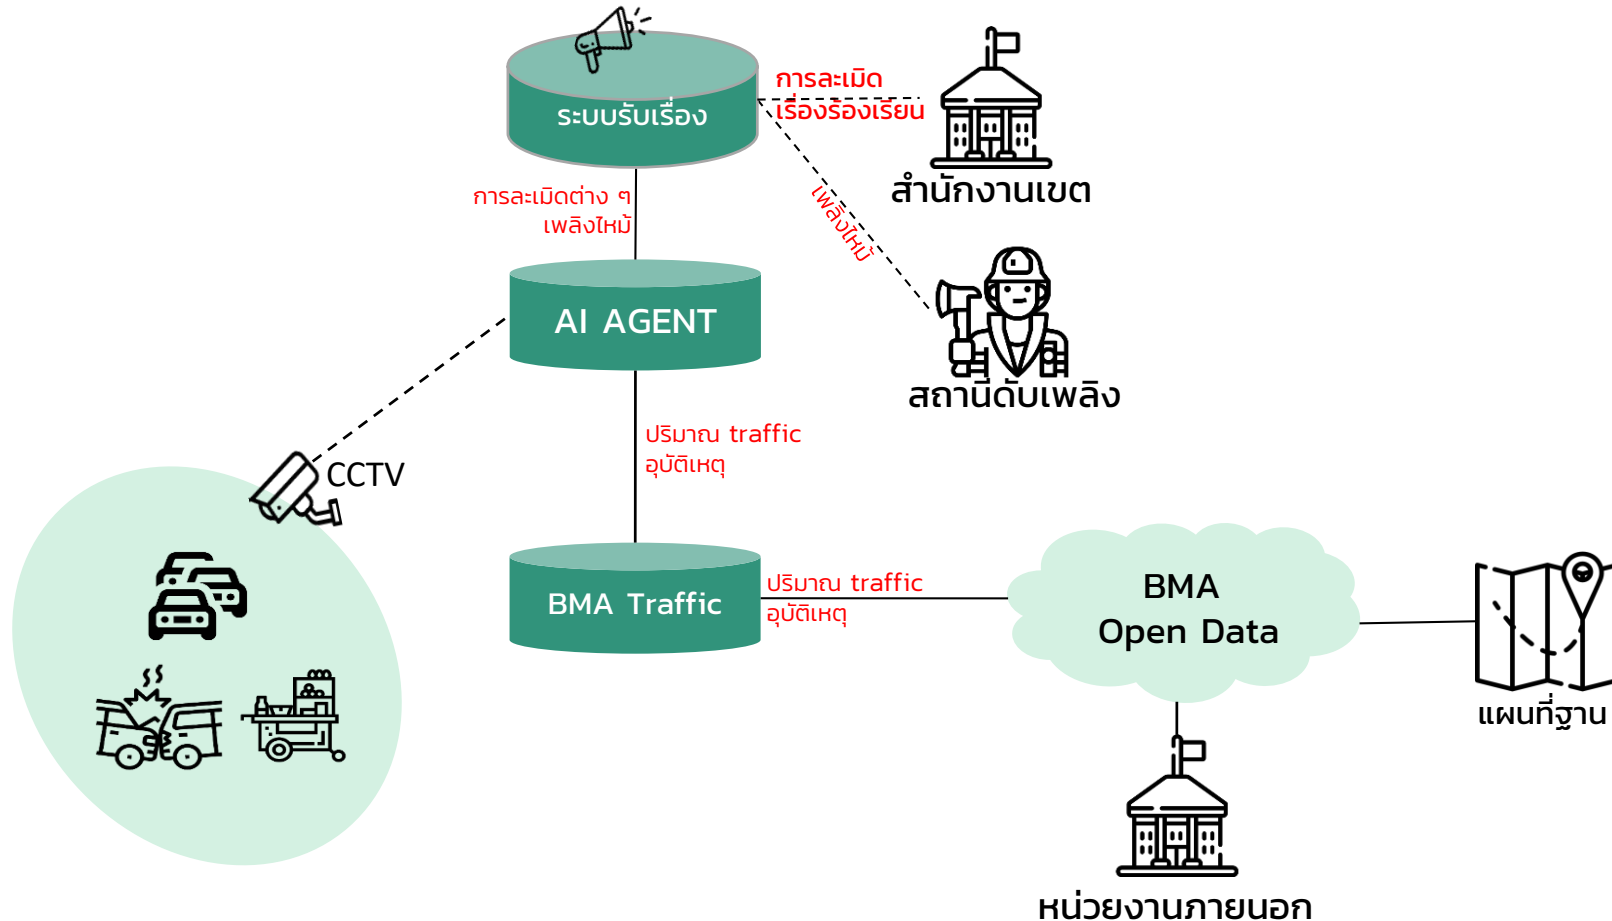 ระบบรับเรื่อง
การละเมิด
เรื่องร้องเรียน
สำนักงานเขต
การละเมิดต่าง ๆ
เพลิงไหม้
เพลิงไหม้
AI AGENT
สถานีดับเพลิง
ปริมาณ traffic
อุบัติเหตุ
CCTV
BMA Traffic
ปริมาณ traffic
อุบัติเหตุ
BMA
Open Data
แผนที่ฐาน
หน่วยงานภายนอก